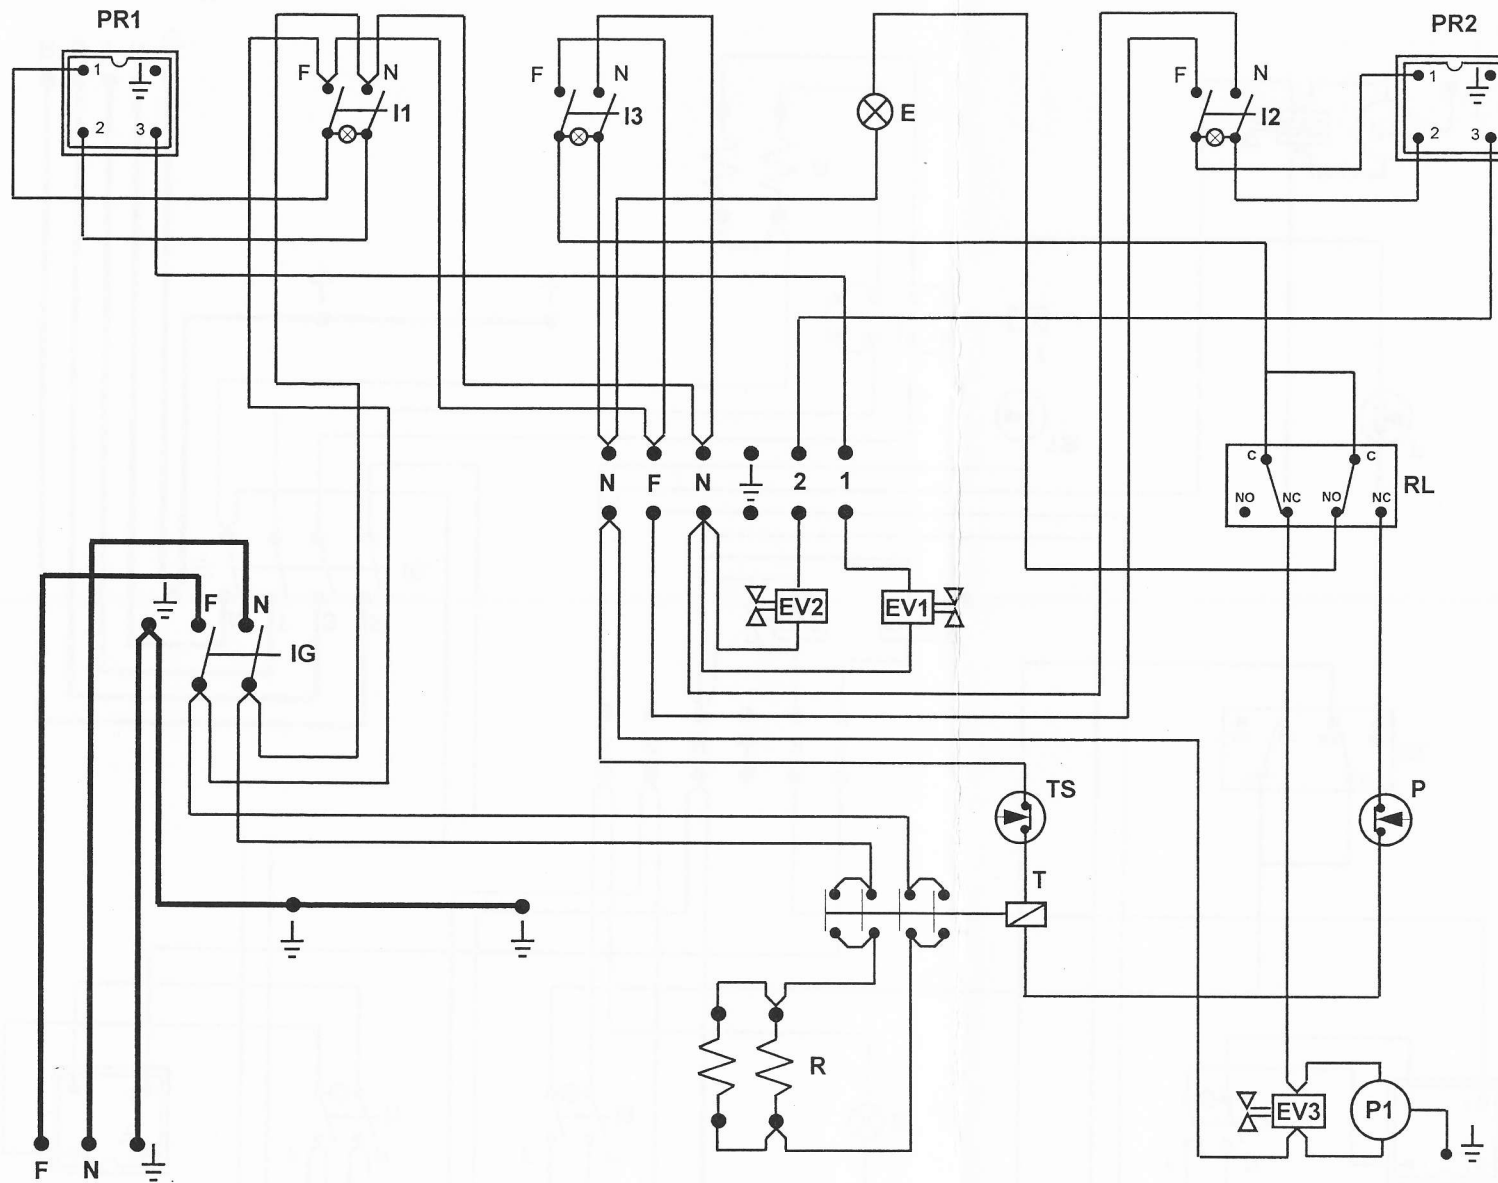 PR1
PR2
F N
F N
F N
1
1
I1
I3
E
I2
2 3
2 3
C C
N F N 2 1
RL
NO NC NO NC
EV2
EV1
F N
IG
TS
P
T
R
EV3
P1
F N